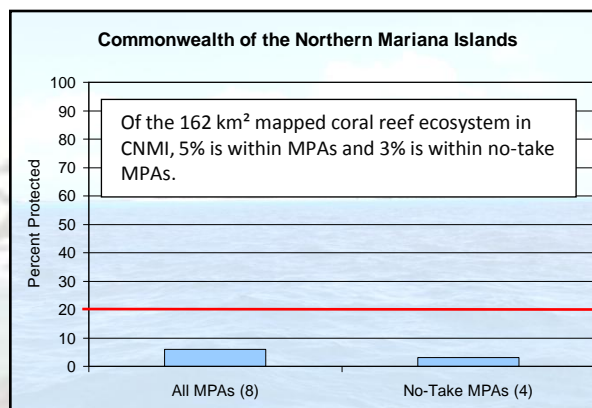 Commonwealth of the Northern Mariana Islands
Of the 162 km² mapped coral reef ecosystem in
CNMI, 5% is within MPAs and 3% is within no-take
MPAs.
Percent Protected
100
90
80
70
60
50
40
30
20
10
0
All MPAs (8)
No-Take MPAs (4)